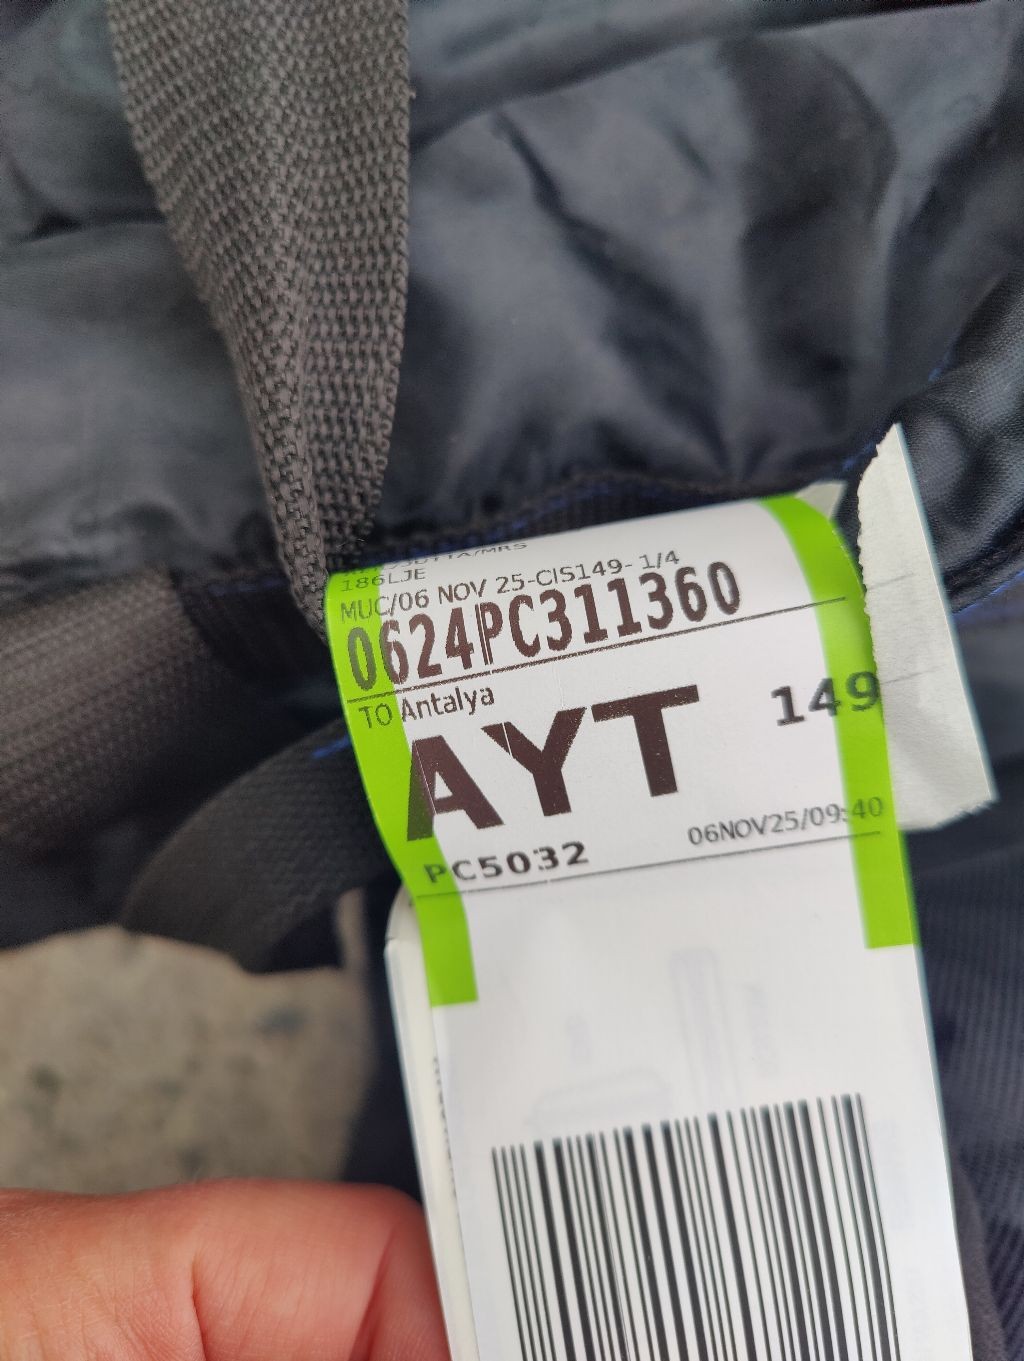 186LJE
MUC/06 NOV 25-CIS149- 1/4
0624PC311360
TO Antalya
AYT
149
PC5032
06NOV25/09:40